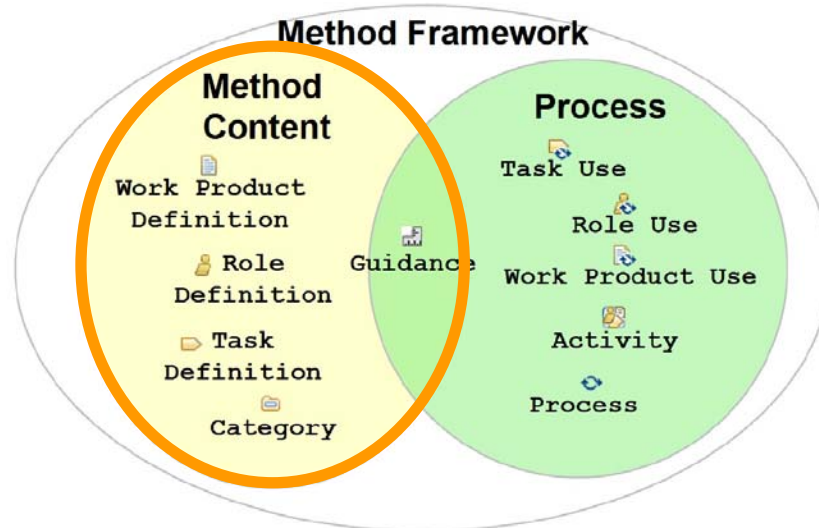 Method Framework
Method
Content
Work Product
Definition
Role
Definition
Task
Definition
Category
Guidance
Process
Task Use
Role Use
Work Product Use
Activity
Process